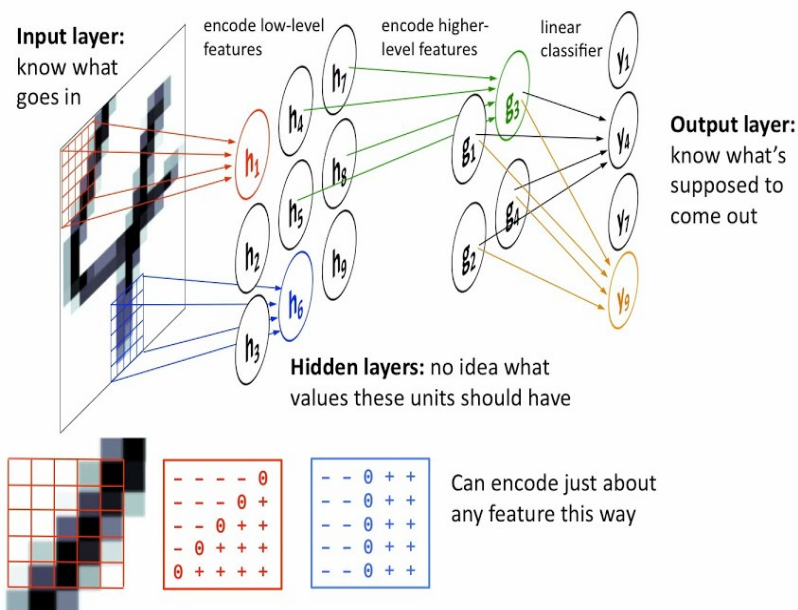 Input layer:
know what
goes in
encode low-level
features
encode higher-
level features
linear
classifier
h1
h2
h3
h4
h5
h6
h7
h8
h9
g1
g2
g3
g4
y1
y4
y7
y9
Output layer:
know what's
supposed to
come out
Hidden layers: no idea what
values these units should have
- - - - 0
- - - 0 +
- - 0 + +
- 0 + + +
0 + + + +
- - 0 + +
- - 0 + +
- - 0 + +
- - 0 + +
- - 0 + +
Can encode just about
any feature this way